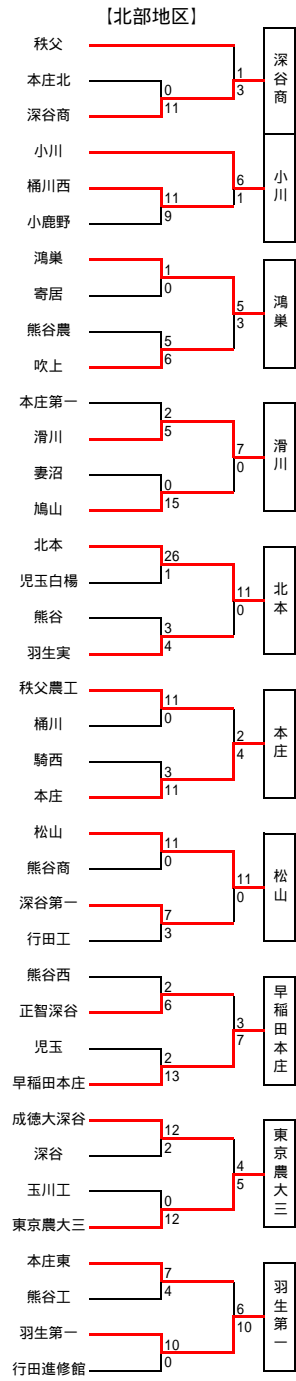 【北部地区】
秩父
本庄北
深谷商
0
11
1
3
深谷商
小川
桶川西
小鹿野
11
9
6
1
小川
鴻巣
寄居
熊谷農
吹上
1
0
5
6
5
3
鴻巣
本庄第一
滑川
妻沼
鳩山
2
5
0
15
7
0
滑川
北本
児玉白楊
熊谷
羽生実
26
1
3
4
11
0
北本
秩父農工
桶川
騎西
本庄
11
0
3
11
2
4
本庄
松山
熊谷商
深谷第一
行田工
11
0
7
3
11
0
松山
熊谷西
正智深谷
児玉
早稲田本庄
2
6
2
13
3
7
早稲田本庄
成徳大深谷
深谷
玉川工
東京農大三
12
2
0
12
4
5
東京農大三
本庄東
熊谷工
羽生第一
行田進修館
7
4
10
0
6
10
羽生第一